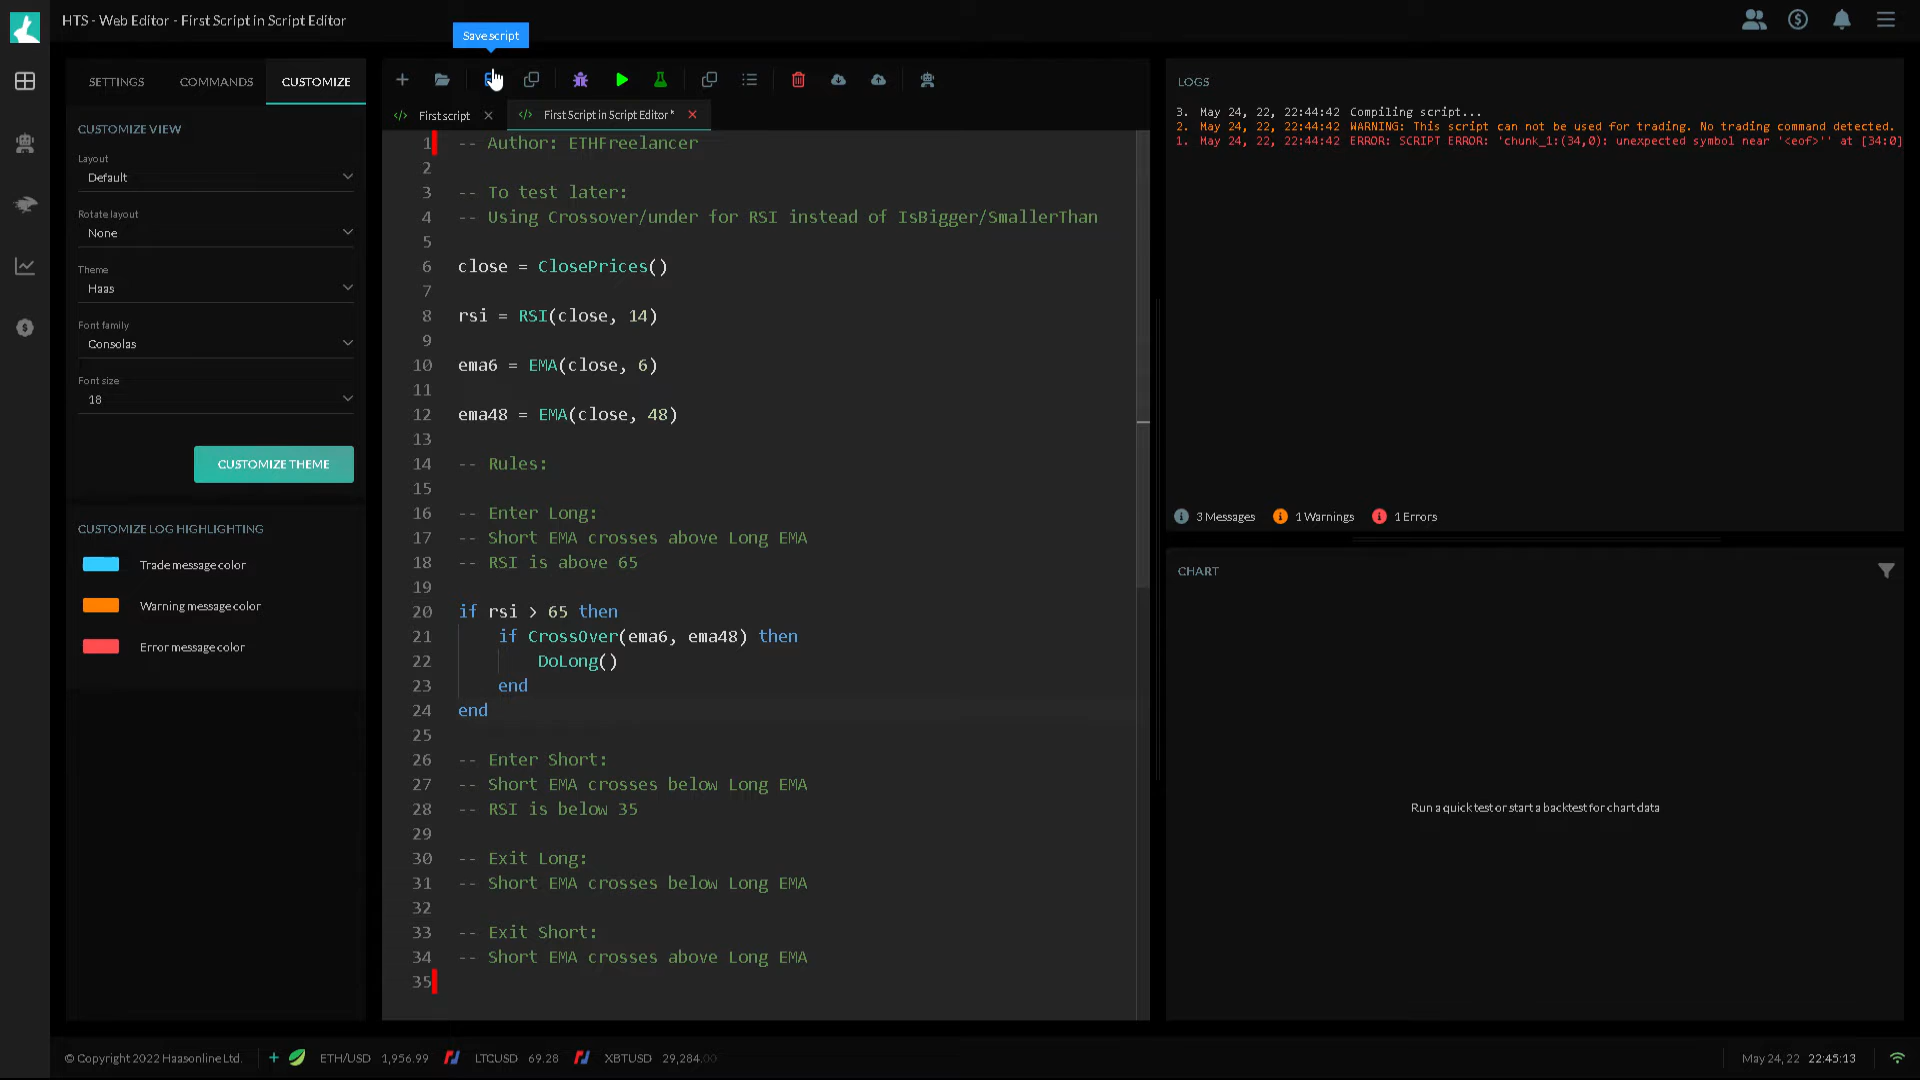 HTS - Web Editor - First Script in Script Editor
Save script
SETTINGS
COMMANDS
CUSTOMIZE
CUSTOMIZE VIEW
Layout
Default
Rotate layout
None
Theme
Haas
Font family
Consolas
Font size
18
CUSTOMIZE THEME
CUSTOMIZE LOG HIGHLIGHTING
Trade message color
Warning message color
Error message color
First script
First Script in Script Editor *
1 -- Author: ETHFreelancer
2
3 -- To test later:
4 -- Using Crossover/under for RSI instead of IsBigger/SmallerThan
5
6 close = ClosePrices()
7
8 rsi = RSI(close, 14)
9
10 ema6 = EMA(close, 6)
11
12 ema48 = EMA(close, 48)
13
14 -- Rules:
15
16 -- Enter Long:
17 -- Short EMA crosses above Long EMA
18 -- RSI is above 65
19
20 if rsi > 65 then
21 if CrossOver(ema6, ema48) then
22 DoLong()
23 end
24 end
25
26 -- Enter Short:
27 -- Short EMA crosses below Long EMA
28 -- RSI is below 35
29
30 -- Exit Long:
31 -- Short EMA crosses below Long EMA
32
33 -- Exit Short:
34 -- Short EMA crosses above Long EMA
35
LOGS
3. May 24, 22, 22:44:42 Compiling script...
2. May 24, 22, 22:44:42 WARNING: This script can not be used for trading. No trading command detected.
1. May 24, 22, 22:44:42 ERROR: SCRIPT ERROR: 'chunk_1:(34,0): unexpected symbol near '<eof>'' at [34:0]
3 Messages
1 Warnings
1 Errors
CHART
Run a quick test or start a backtest for chart data
© Copyright 2022 Haasonline Ltd.
+ ETH/USD 1,956.99
LTCUSD 69.28
XBTUSD 29,284.00
May 24, 22 22:45:13